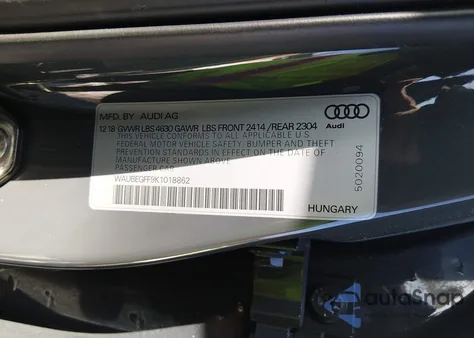 MFD. BY AUDI AG
12 18 GVWR LBS 4630 GAWR LBS FRONT 2414 /REAR 2304
THIS VEHICLE CONFORMS TO ALL APPLICABLE
FEDERAL MOTOR VEHICLE SAFETY, BUMPER, AND THEFT
PREVENTION STANDARDS IN EFFECT ON THE DATE OF
MANUFACTURE SHOWN ABOVE.
PASSENGER CAR
WAUBEGFF9K1018862
Audi
5020094
HUNGARY
autoSnap